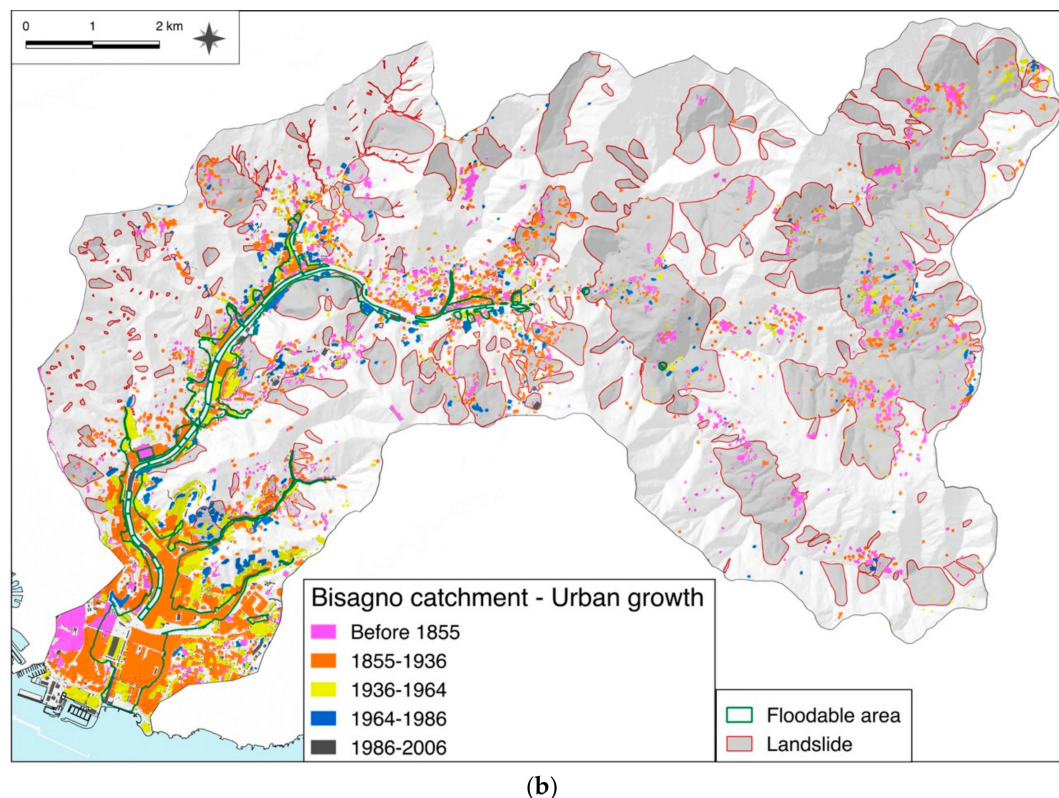 0 1 2 km
Bisagno catchment - Urban growth
Before 1855
1855-1936
1936-1964
1964-1986
1986-2006
Floodable area
Landslide
(b)